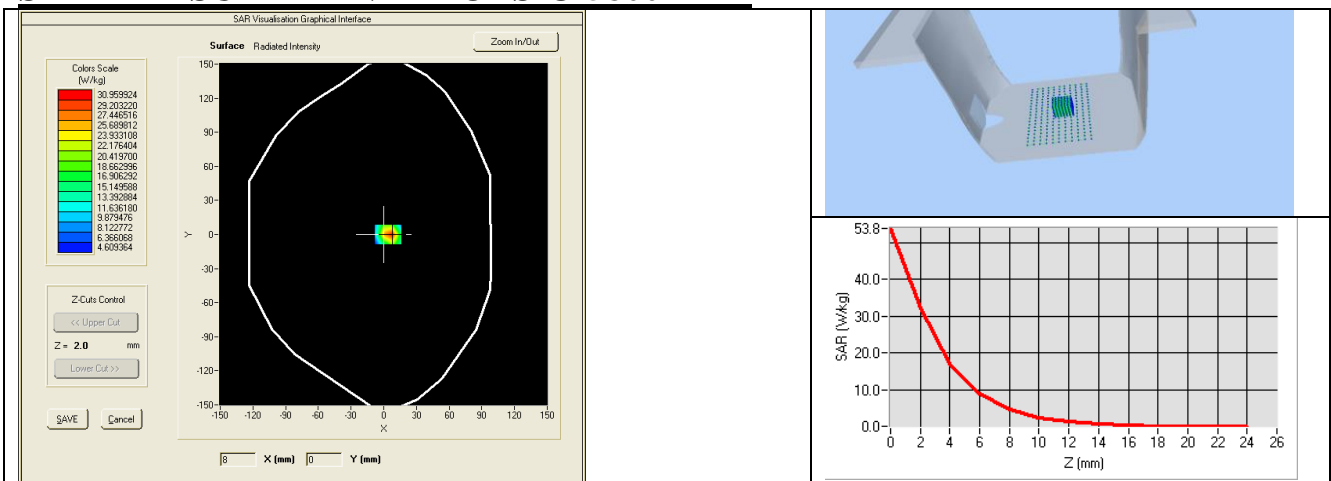 SAR Visualisation Graphical Interface
Surface Radiated Intensity
Zoom In/Out
Colors Scale
(W/kg)
30.959924
29.203220
27.446516
25.689812
23.933108
22.176404
20.419700
18.662996
16.906292
15.149588
13.392884
11.636180
9.879476
8.122772
6.366068
4.609364
Z-Cuts Control
<< Upper Cut
Z = 2.0 mm
Lower Cut >>
SAVE Cancel
150
120
90
60
30
0
-30
-60
-90
-120
-150
Y
-150 -120 -90 -60 -30 0 30 60 90 120 150
X
8 X (mm) 0 Y (mm)
53.8
40.0
30.0
20.0
10.0
0.0
SAR (W/kg)
0 2 4 6 8 10 12 14 16 18 20 22 24 26
Z (mm)